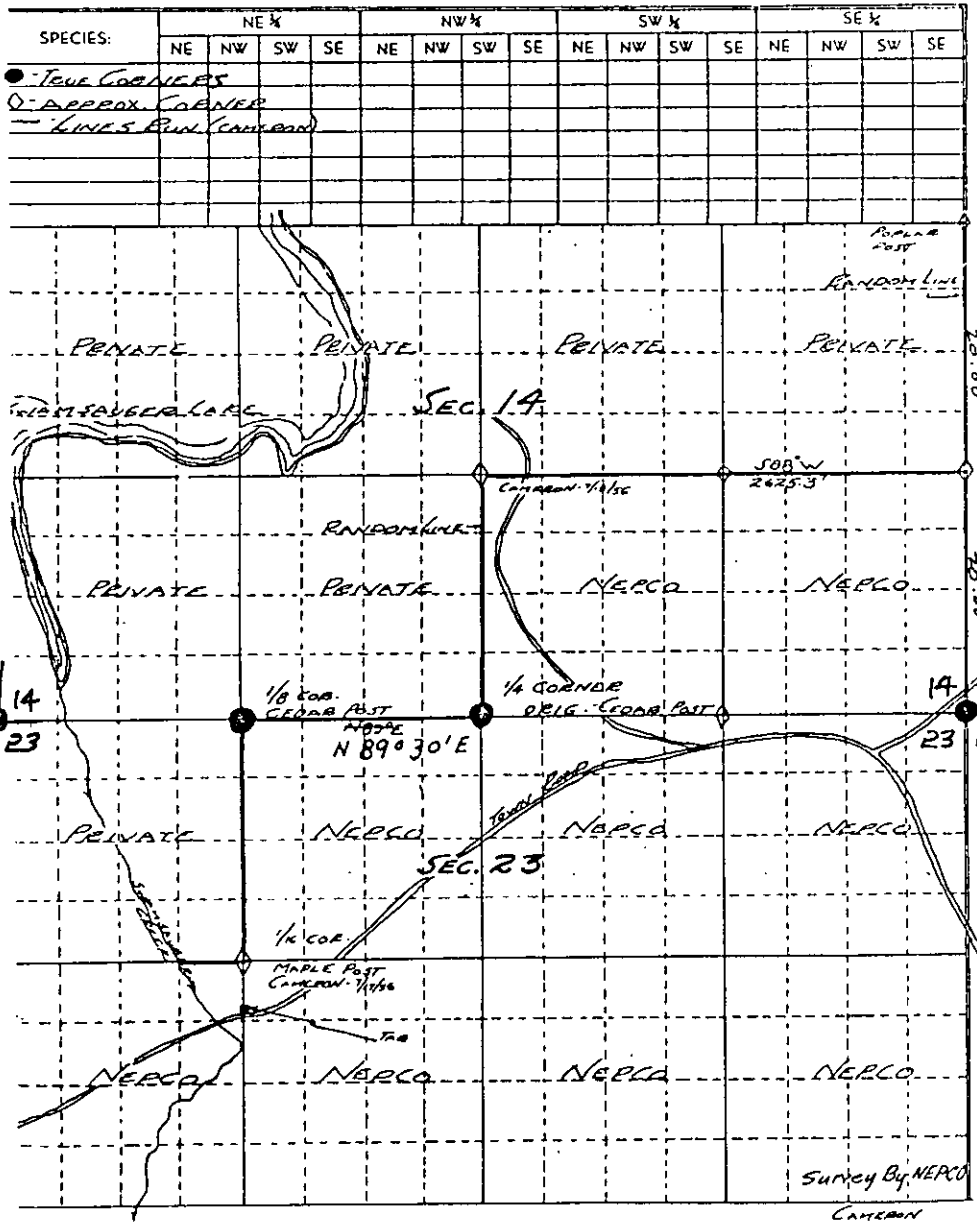 SPECIES:
NE ¼ NW ¼ SW ¼ SE ¼
NE NW SW SE NE NW SW SE NE NW SW SE NE NW SW SE
- TRUE CORNERS
- APPROX. CORNER
- LINES RUN (CAMERON)
POPLAR
POST
RANDOM LINE
PRIVATE PRIVATE PRIVATE PRIVATE
LAKE
SEC. 14
CAMERON - 7/18/56
S 08° W
2625.3'
RANDOM LINE
PRIVATE PRIVATE NEPCO NEPCO
14
23
1/8 COR.
CEDAR POST
N 89° E
N 89° 30' E
1/4 CORNER
ORIG. CEDAR POST
14
23
TOWN ROAD
PRIVATE NEPCO NEPCO NEPCO
SEC. 23
CREEK
COR.
MAPLE POST
CAMERON - 7/17/56
NEPCO NEPCO NEPCO NEPCO
Survey By NEPCO
CAMERON